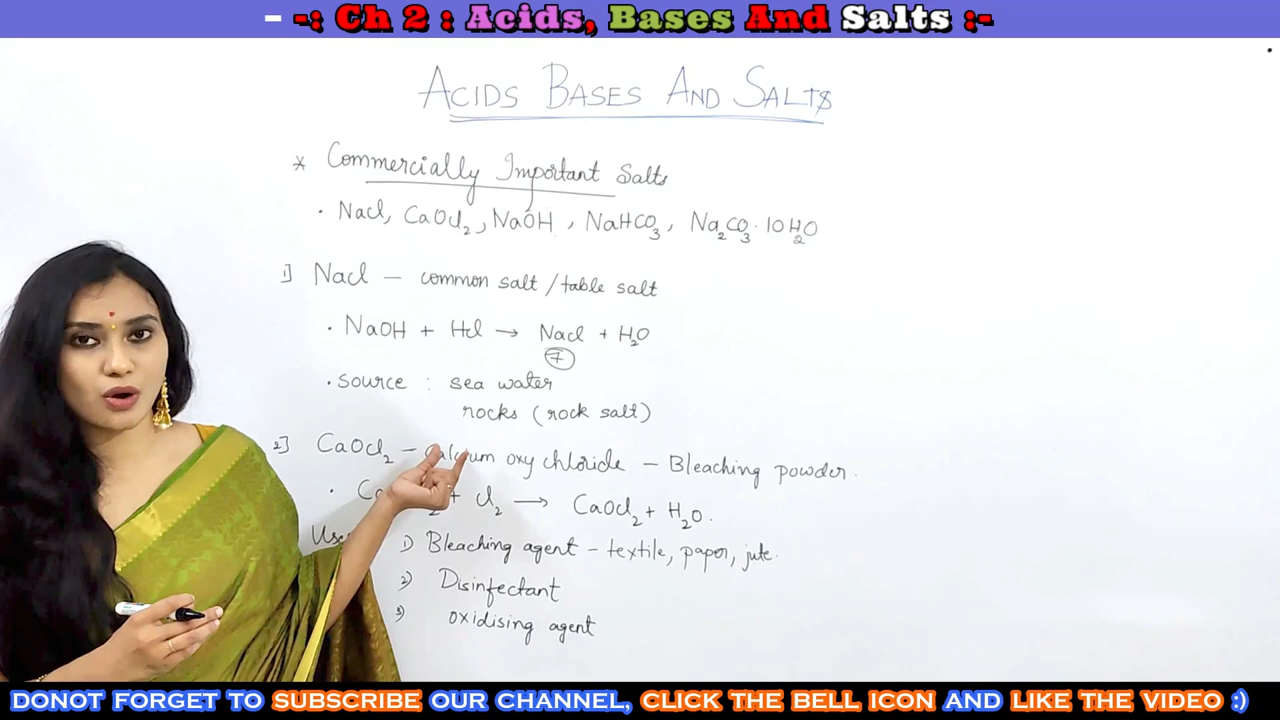 - -: Ch 2 : Acids, Bases And Salts :-
ACIDS BASES AND SALTS
* Commercially Important Salts
· Nacl, CaOcl₂, NaOH, NaHCO₃, Na₂CO₃·10H₂O
1] Nacl – common salt / table salt
· NaOH + Hcl → Nacl + H₂O
7
· source : sea water
rocks (rock salt)
2] CaOcl₂ – calcium oxy chloride – Bleaching powder.
· Ca + cl₂ → CaOcl₂ + H₂O.
1) Bleaching agent – textile, paper, jute.
2) Disinfectant
3) oxidising agent
DONOT FORGET TO SUBSCRIBE OUR CHANNEL, CLICK THE BELL ICON AND LIKE THE VIDEO :)